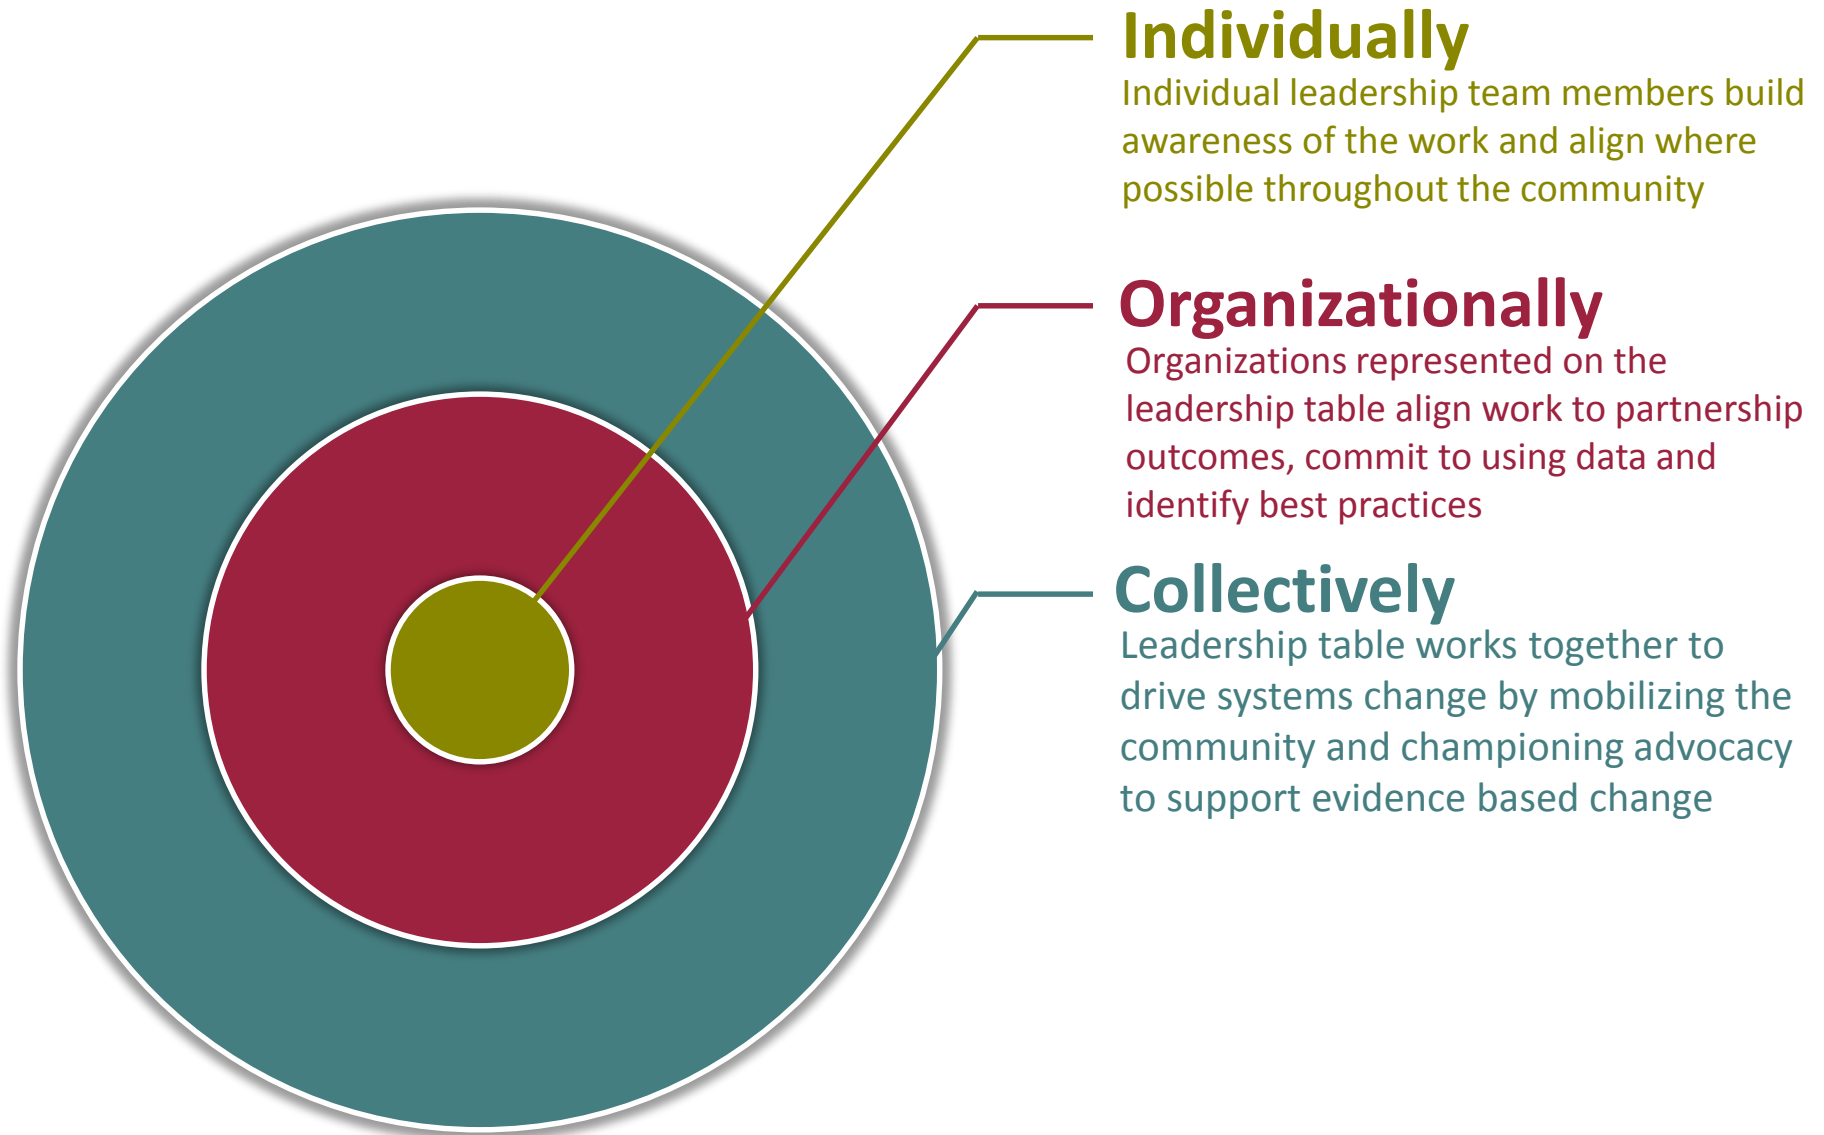 Individually
Individual leadership team members build
awareness of the work and align where
possible throughout the community
Organizationally
Organizations represented on the
leadership table align work to partnership
outcomes, commit to using data and
identify best practices
Collectively
Leadership table works together to
drive systems change by mobilizing the
community and championing advocacy
to support evidence based change